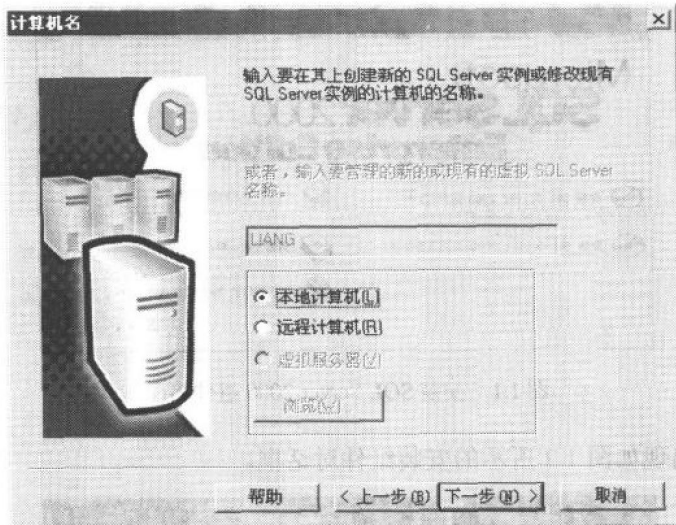 计算机名
输入要在其上创建新的 SQL Server 实例或修改现有
SQL Server 实例的计算机的名称。
或者，输入要管理的新的或现有的虚拟 SQL Server
名称。
LIANG
本地计算机(L)
远程计算机(R)
虚拟服务器(V)
浏览(W)
帮助
< 上一步(B)
下一步(N) >
取消